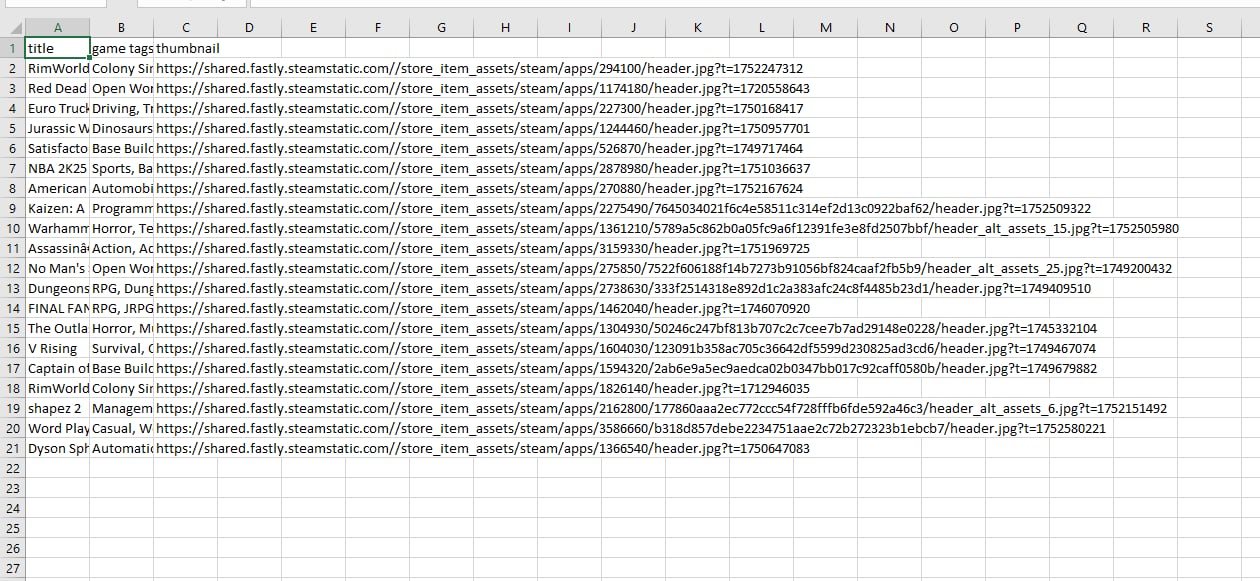 A B C D E F G H I J K L M N O P Q R S
1 title game tags thumbnail
2 RimWorld Colony Sir https://shared.fastly.steamstatic.com//store_item_assets/steam/apps/294100/header.jpg?t=1752247312
3 Red Dead Open Wor https://shared.fastly.steamstatic.com//store_item_assets/steam/apps/1174180/header.jpg?t=1720558643
4 Euro Truck Driving, Tr https://shared.fastly.steamstatic.com//store_item_assets/steam/apps/227300/header.jpg?t=1750168417
5 Jurassic W Dinosaurs https://shared.fastly.steamstatic.com//store_item_assets/steam/apps/1244460/header.jpg?t=1750957701
6 Satisfacto Base Build https://shared.fastly.steamstatic.com//store_item_assets/steam/apps/526870/header.jpg?t=1749717464
7 NBA 2K25 Sports, Ba https://shared.fastly.steamstatic.com//store_item_assets/steam/apps/2878980/header.jpg?t=1751036637
8 American Automobi https://shared.fastly.steamstatic.com//store_item_assets/steam/apps/270880/header.jpg?t=1752167624
9 Kaizen: A Programm https://shared.fastly.steamstatic.com//store_item_assets/steam/apps/2275490/7645034021f6c4e58511c314ef2d13c0922baf62/header.jpg?t=1752509322
10 Warhamm Horror, Te https://shared.fastly.steamstatic.com//store_item_assets/steam/apps/1361210/5789a5c862b0a05fc9a6f12391fe3e8fd2507bbf/header_alt_assets_15.jpg?t=1752505980
11 Assassinâ Action, Ac https://shared.fastly.steamstatic.com//store_item_assets/steam/apps/3159330/header.jpg?t=1751969725
12 No Man's Open Wor https://shared.fastly.steamstatic.com//store_item_assets/steam/apps/275850/7522f606188f14b7273b91056bf824caaf2fb5b9/header_alt_assets_25.jpg?t=1749200432
13 Dungeons RPG, Dung https://shared.fastly.steamstatic.com//store_item_assets/steam/apps/2738630/333f2514318e892d1c2a383afc24c8f4485b23d1/header.jpg?t=1749409510
14 FINAL FAN RPG, JRPG https://shared.fastly.steamstatic.com//store_item_assets/steam/apps/1462040/header.jpg?t=1746070920
15 The Outla Horror, Mu https://shared.fastly.steamstatic.com//store_item_assets/steam/apps/1304930/50246c247bf813b707c2c7cee7b7ad29148e0228/header.jpg?t=1745332104
16 V Rising Survival, C https://shared.fastly.steamstatic.com//store_item_assets/steam/apps/1604030/123091b358ac705c36642df5599d230825ad3cd6/header.jpg?t=1749467074
17 Captain of Base Build https://shared.fastly.steamstatic.com//store_item_assets/steam/apps/1594320/2ab6e9a5ec9aedca02b0347bb017c92caff0580b/header.jpg?t=1749679882
18 RimWorld Colony Sir https://shared.fastly.steamstatic.com//store_item_assets/steam/apps/1826140/header.jpg?t=1712946035
19 shapez 2 Managem https://shared.fastly.steamstatic.com//store_item_assets/steam/apps/2162800/177860aaa2ec772ccc54f728fffb6fde592a46c3/header_alt_assets_6.jpg?t=1752151492
20 Word Play Casual, W https://shared.fastly.steamstatic.com//store_item_assets/steam/apps/3586660/b318d857debe2234751aae2c72b272323b1ebcb7/header.jpg?t=1752580221
21 Dyson Sph Automatic https://shared.fastly.steamstatic.com//store_item_assets/steam/apps/1366540/header.jpg?t=1750647083
22
23
24
25
26
27